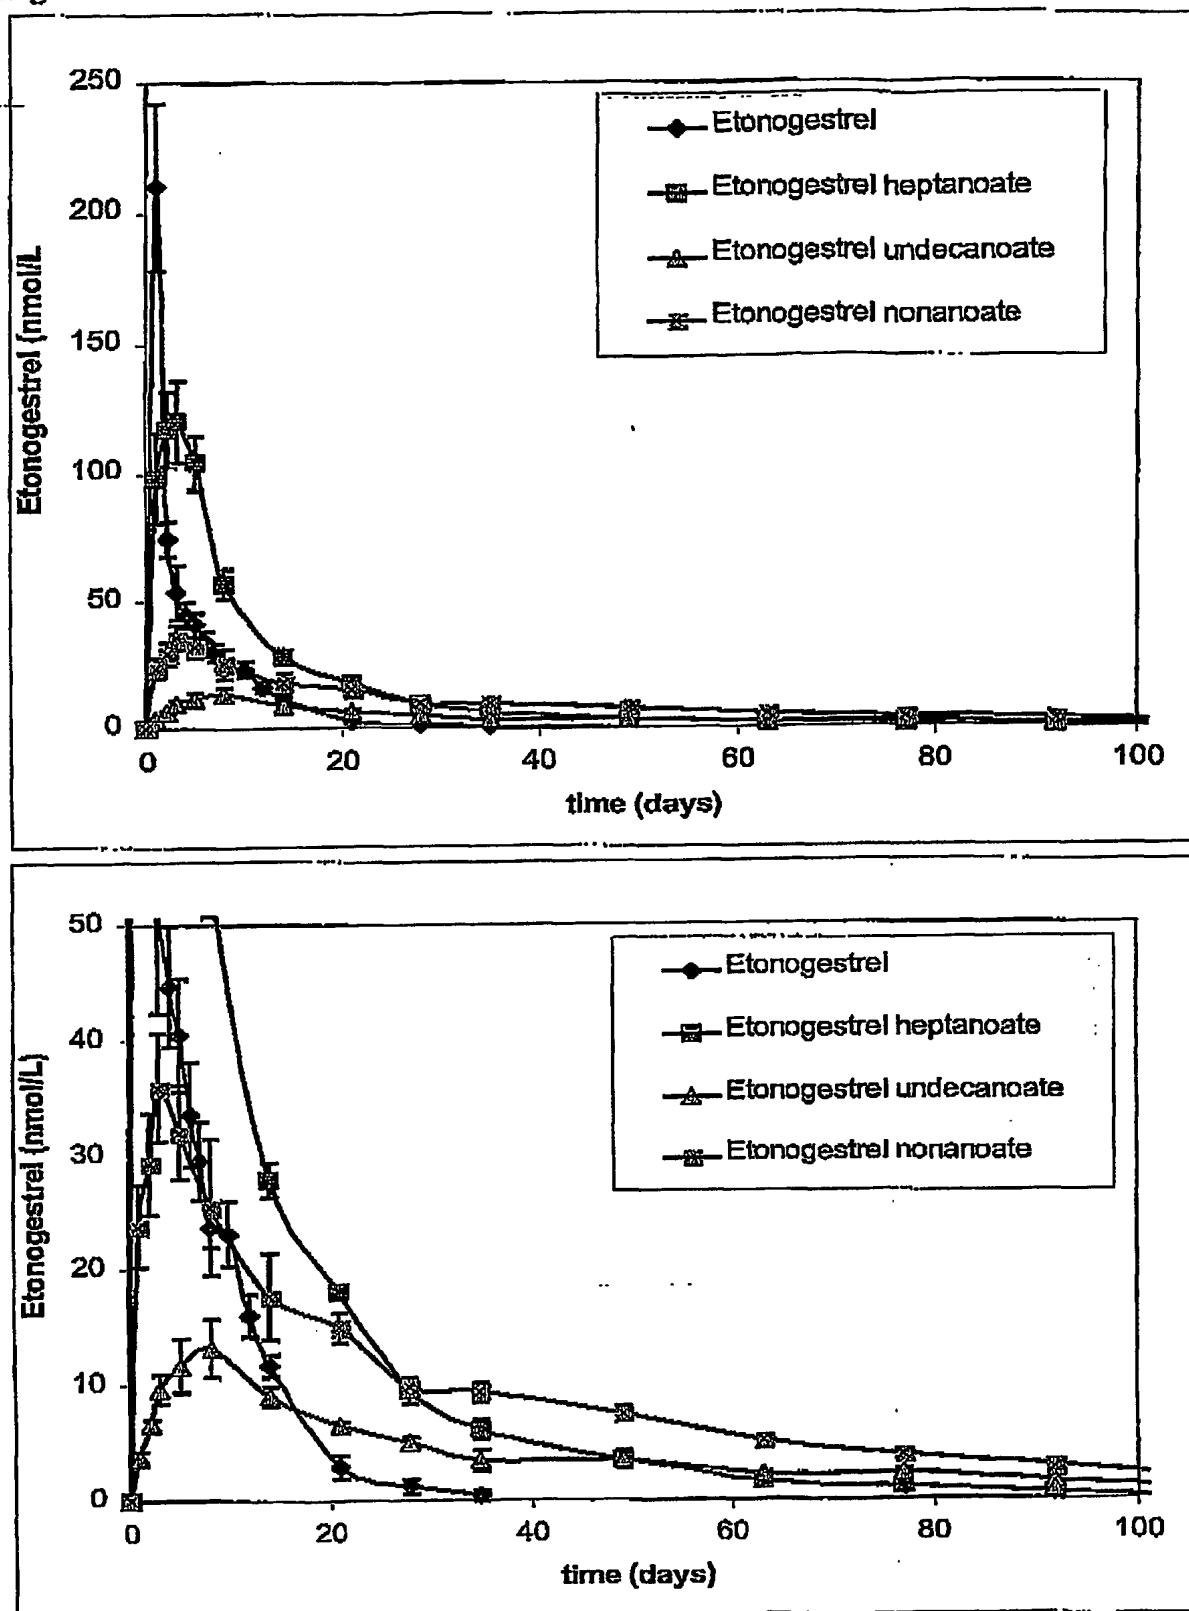 250
200
150
100
50
0
Etonogestrel (nmol/L
Etonogestrel
Etonogestrel heptanoate
Etonogestrel undecanoate
Etonogestrel nonanoate
0 20 40 60 80 100
time (days)
50
40
30
20
10
0
Etonogestrel (nmol/L)
Etonogestrel
Etonogestrel heptanoate
Etonogestrel undecanoate
Etonogestrel nonanoate
0 20 40 60 80 100
time (days)